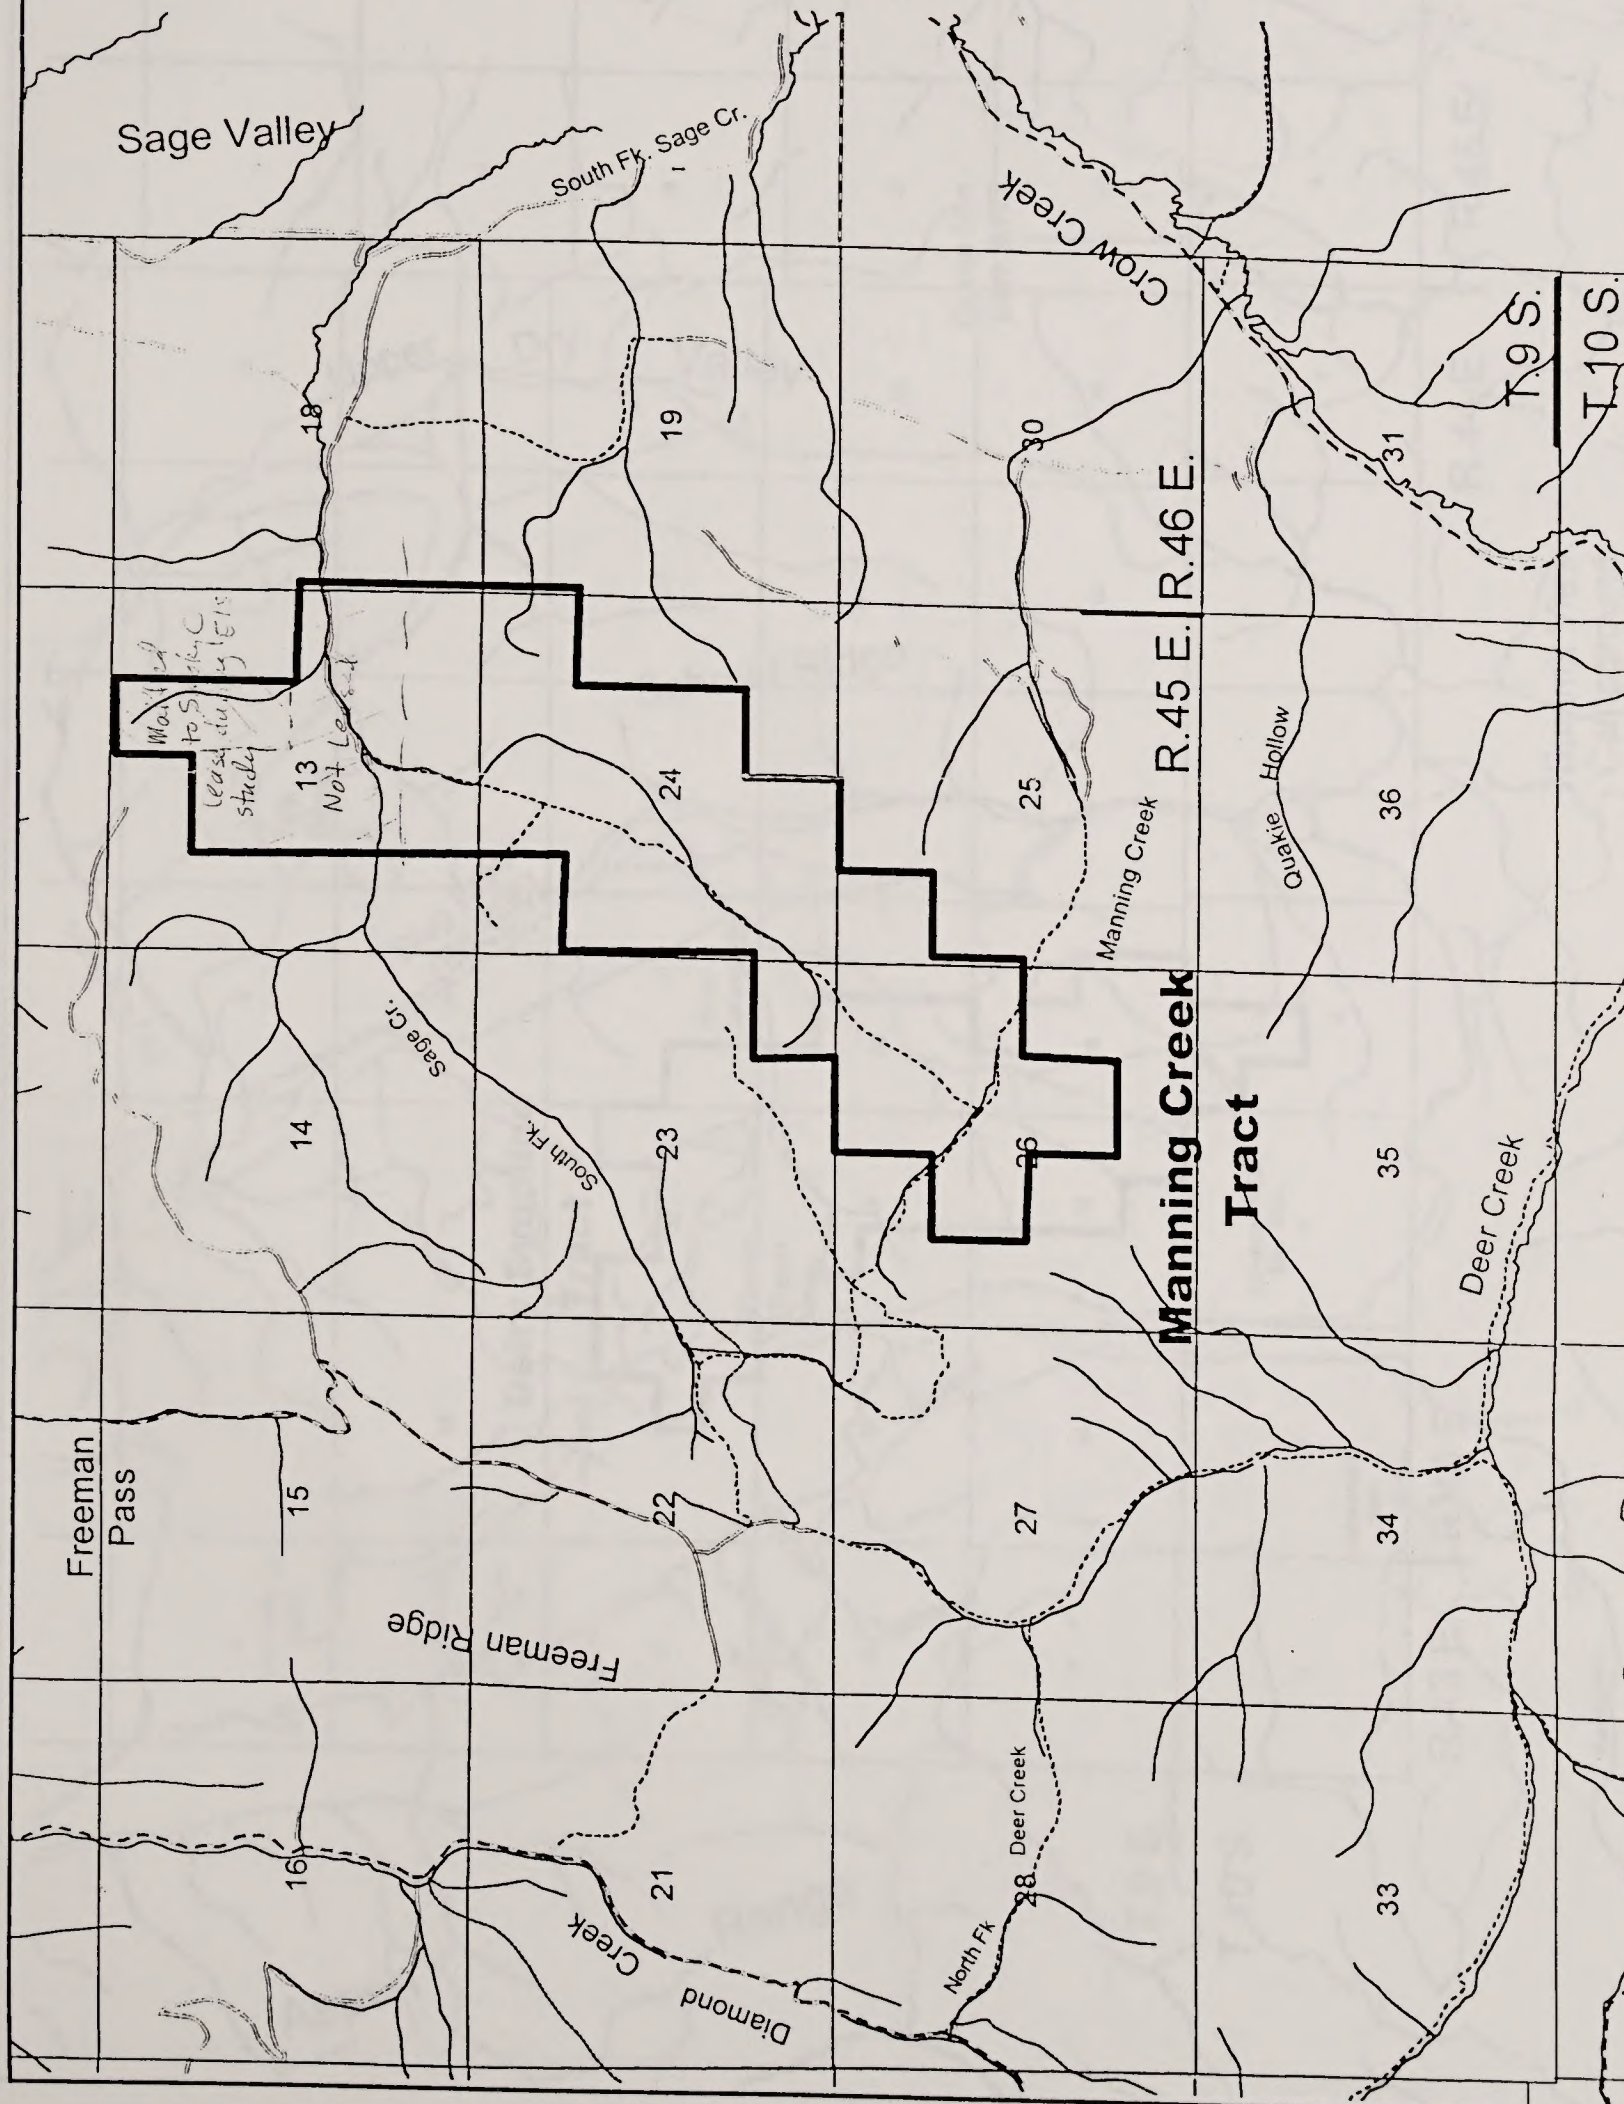 Sage Valley
South Fk. Sage Cr.
Crow Creek
18
19
30
31
T.9 S.
T.10 S.
R.46 E.
R.45 E.
to
study
13
Not
24
25
36
Manning Creek
Quakie Hollow
Sage Cr.
South Fk.
14
23
26
35
Manning Creek
Tract
Deer Creek
Freeman
Pass
15
22
27
34
Freeman Ridge
16
21
28
33
Deer Creek
North Fk
Diamond
Creek